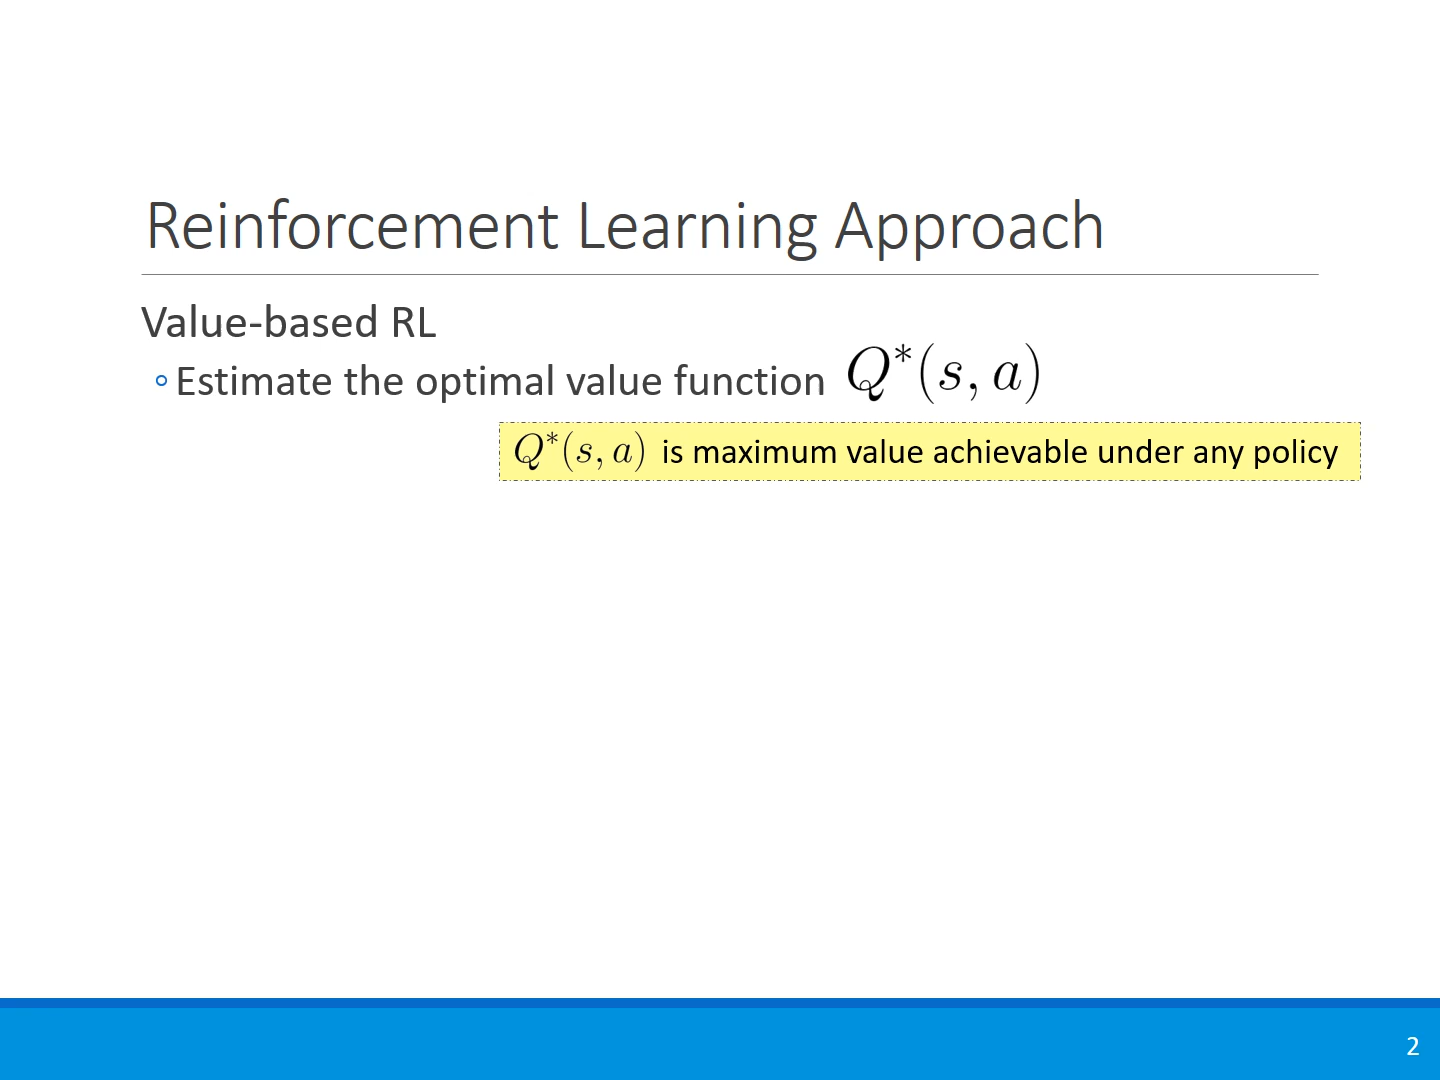 Reinforcement Learning Approach
Value-based RL
◦ Estimate the optimal value function Q*(s, a)
Q*(s, a) is maximum value achievable under any policy
2